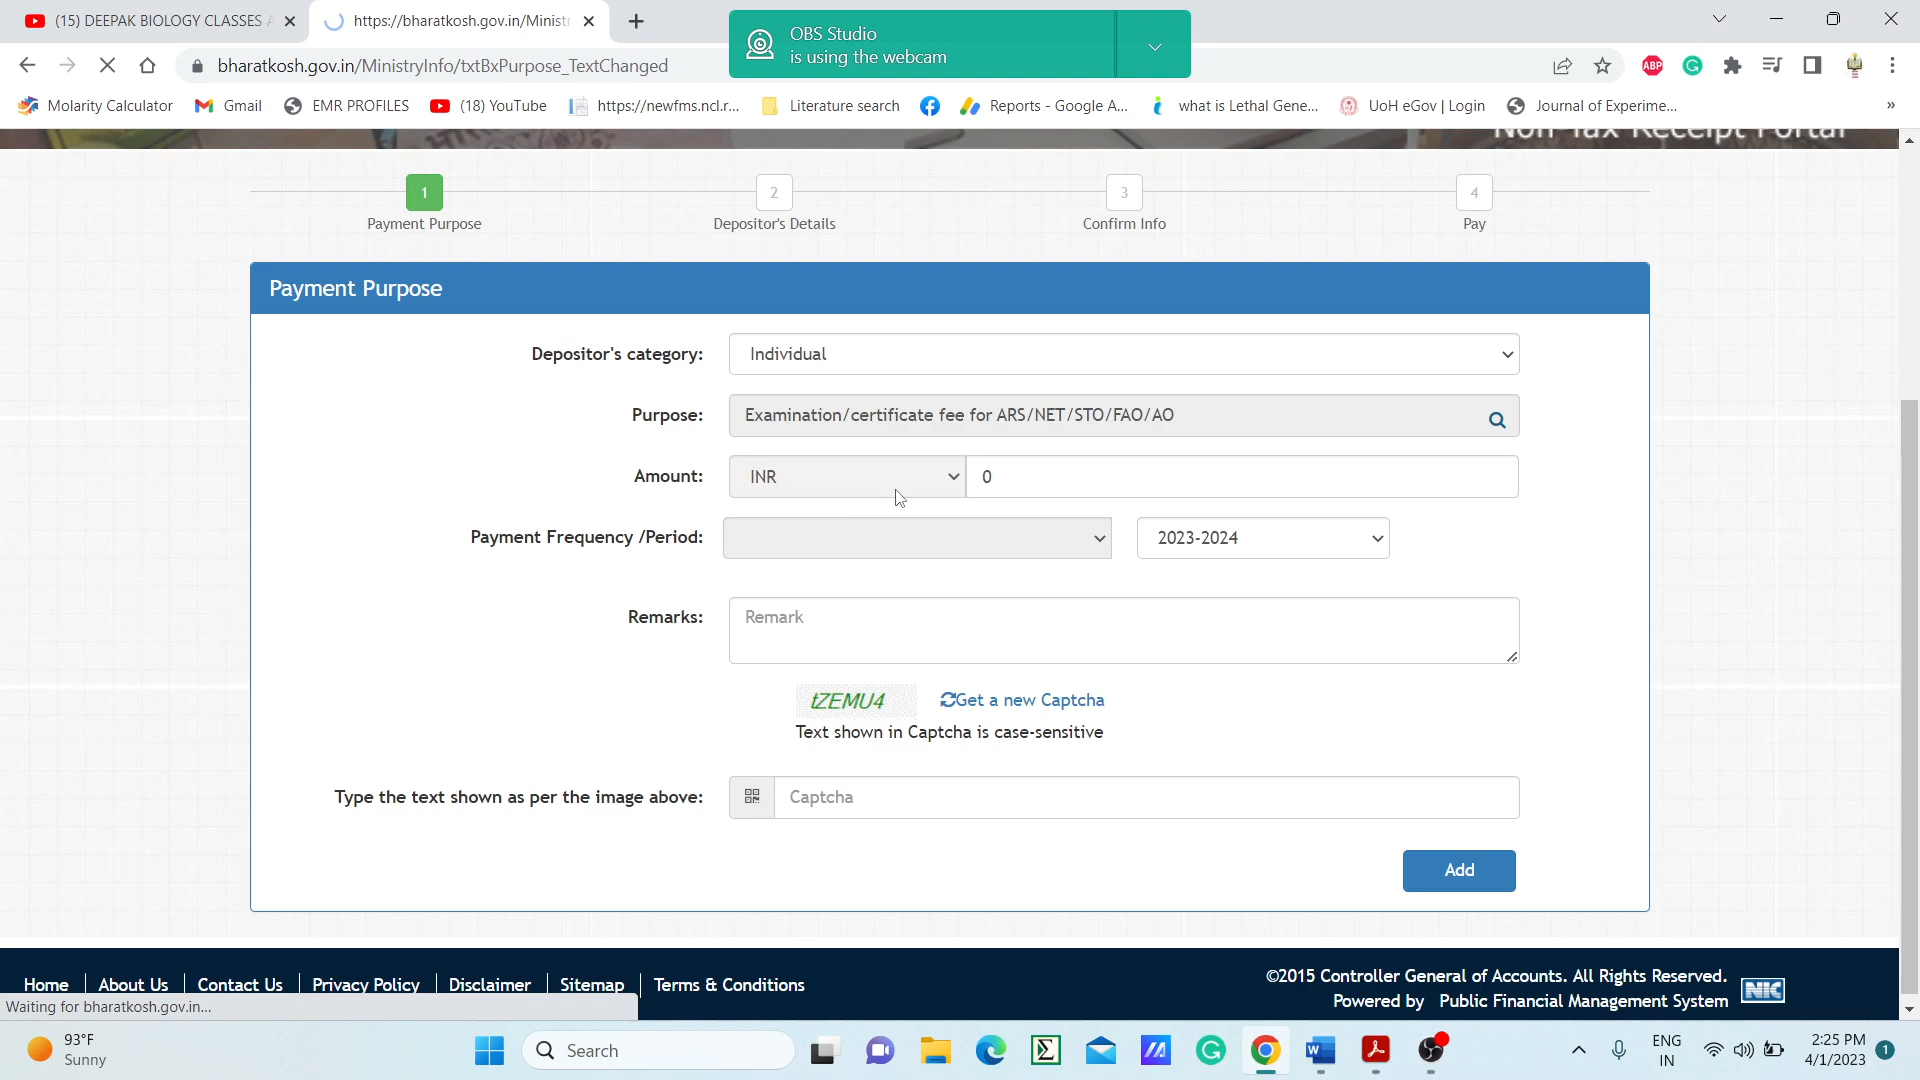 (15) DEEPAK BIOLOGY CLASSES
https://bharatkosh.gov.in/Minist
OBS Studio
is using the webcam
bharatkosh.gov.in/MinistryInfo/txtBxPurpose_TextChanged
ABP
Molarity Calculator
Gmail
EMR PROFILES
(18) YouTube
https://newfms.ncl.r...
Literature search
Reports - Google A...
what is Lethal Gene...
UoH eGov | Login
Journal of Experime...
»
Non-Tax Receipt Portal
1
2
3
4
Payment Purpose
Depositor's Details
Confirm Info
Pay
Payment Purpose
Depositor's category:
Individual
Purpose:
Examination/certificate fee for ARS/NET/STO/FAO/AO
Amount:
INR
0
Payment Frequency /Period:
2023-2024
Remarks:
Remark
tZEMU4
Get a new Captcha
Text shown in Captcha is case-sensitive
Type the text shown as per the image above:
Captcha
Add
Home
About Us
Contact Us
Privacy Policy
Disclaimer
Sitemap
Terms & Conditions
©2015 Controller General of Accounts. All Rights Reserved.
Powered by Public Financial Management System
NIC
Waiting for bharatkosh.gov.in...
93°F
Sunny
Search
ENG
IN
2:25 PM
4/1/2023
1